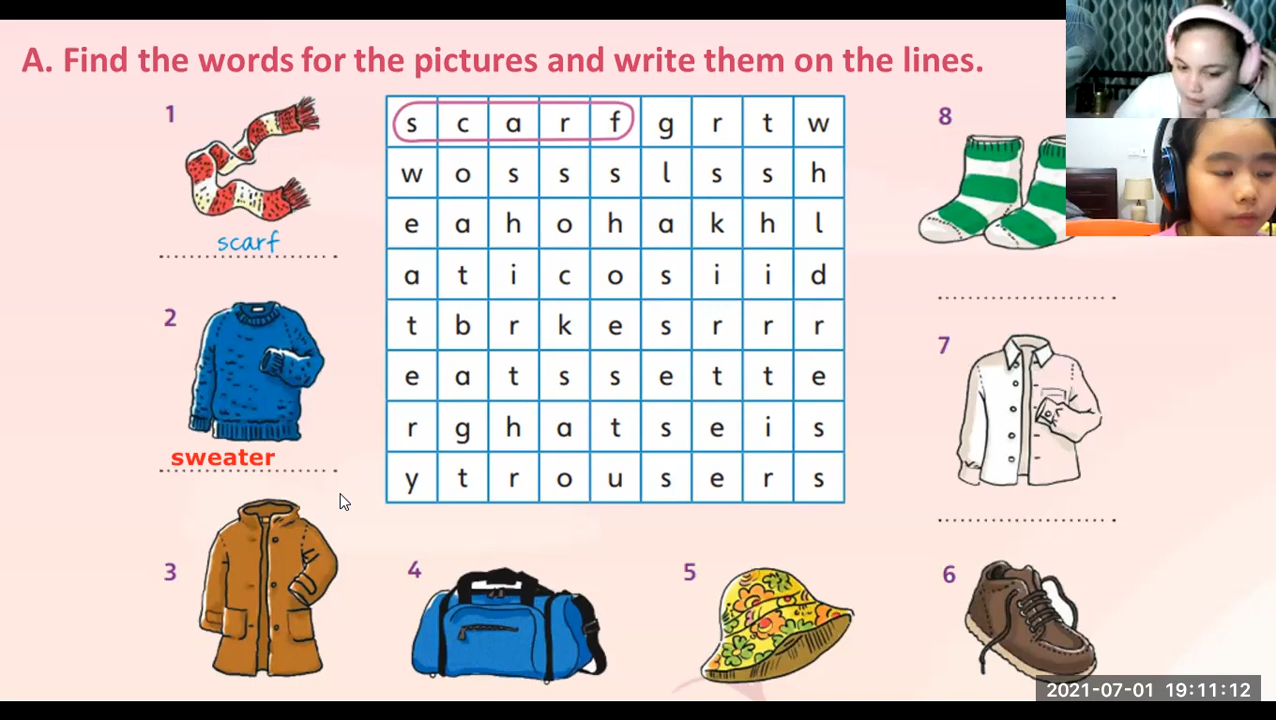 A. Find the words for the pictures and write them on the lines.
1
scarf
2
sweater
3
s c a r f g r t w
w o s s s l s s h
e a h o h a k h l
a t i c o s i i d
t b r k e s r r r
e a t s s e t t e
r g h a t s e i s
y t r o u s e r s
8
7
4
5
6
2021-07-01 19:11:12